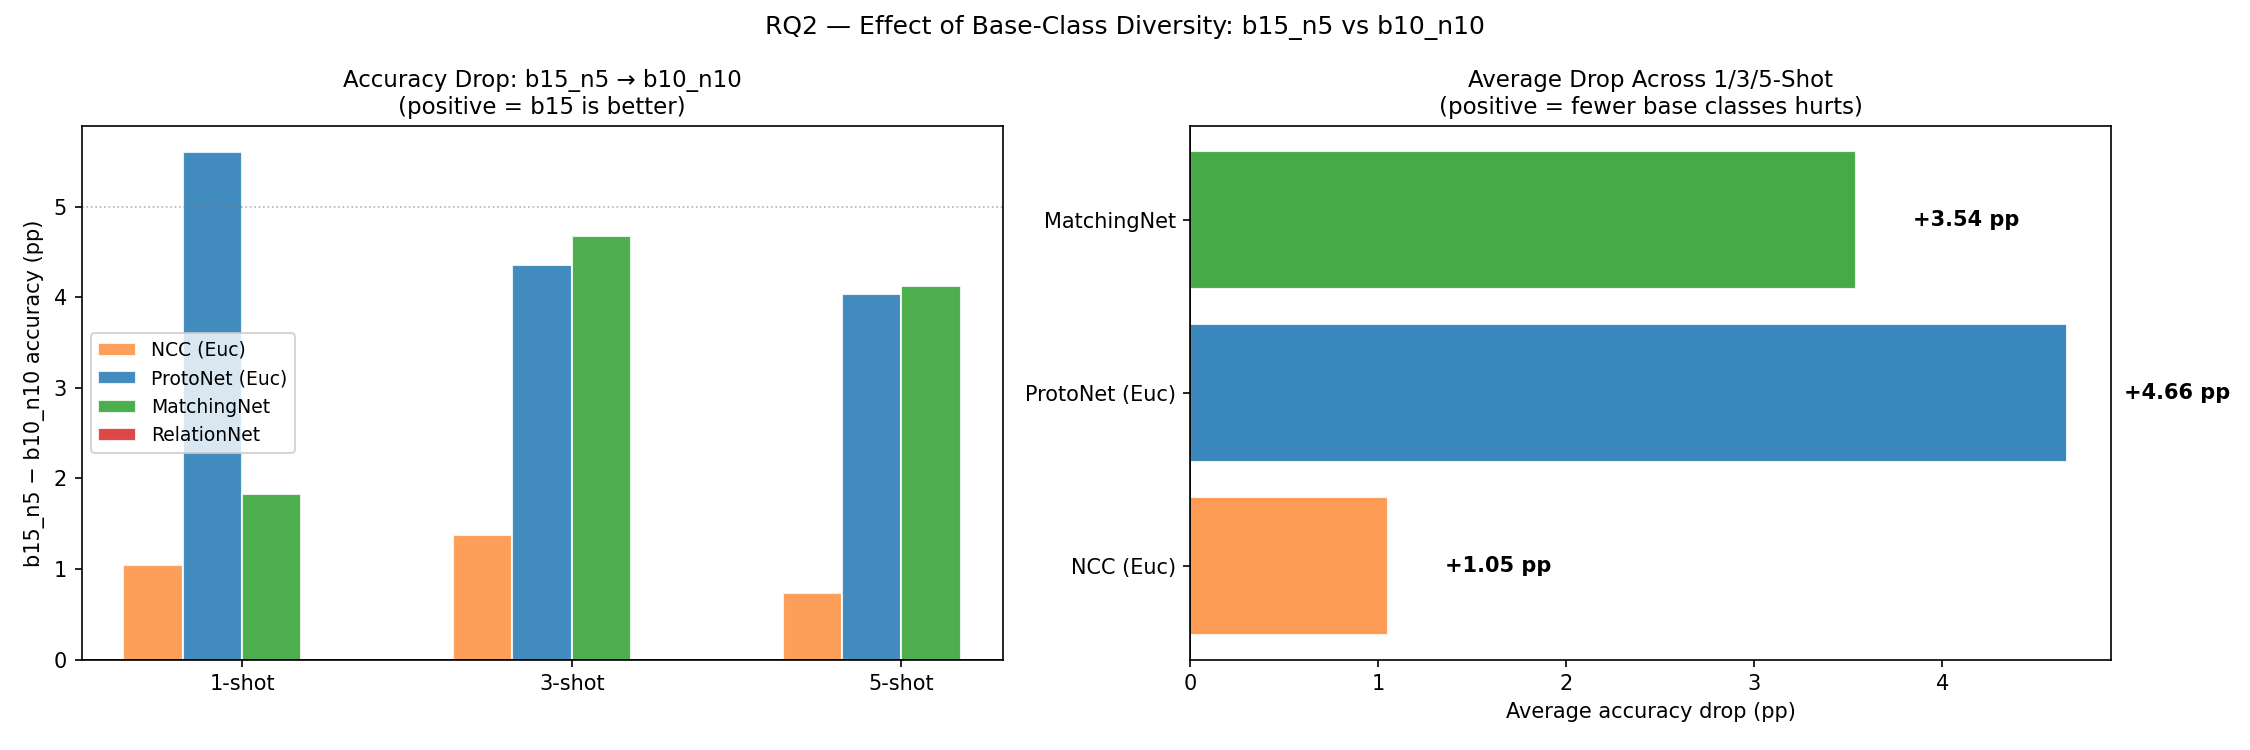 RQ2 — Effect of Base-Class Diversity: b15_n5 vs b10_n10
Accuracy Drop: b15_n5 → b10_n10
(positive = b15 is better)
b15_n5 − b10_n10 accuracy (pp)
5
4
3
2
1
0
NCC (Euc)
ProtoNet (Euc)
MatchingNet
RelationNet
1-shot
3-shot
5-shot
Average Drop Across 1/3/5-Shot
(positive = fewer base classes hurts)
MatchingNet
+3.54 pp
ProtoNet (Euc)
+4.66 pp
NCC (Euc)
+1.05 pp
0
1
2
3
4
Average accuracy drop (pp)